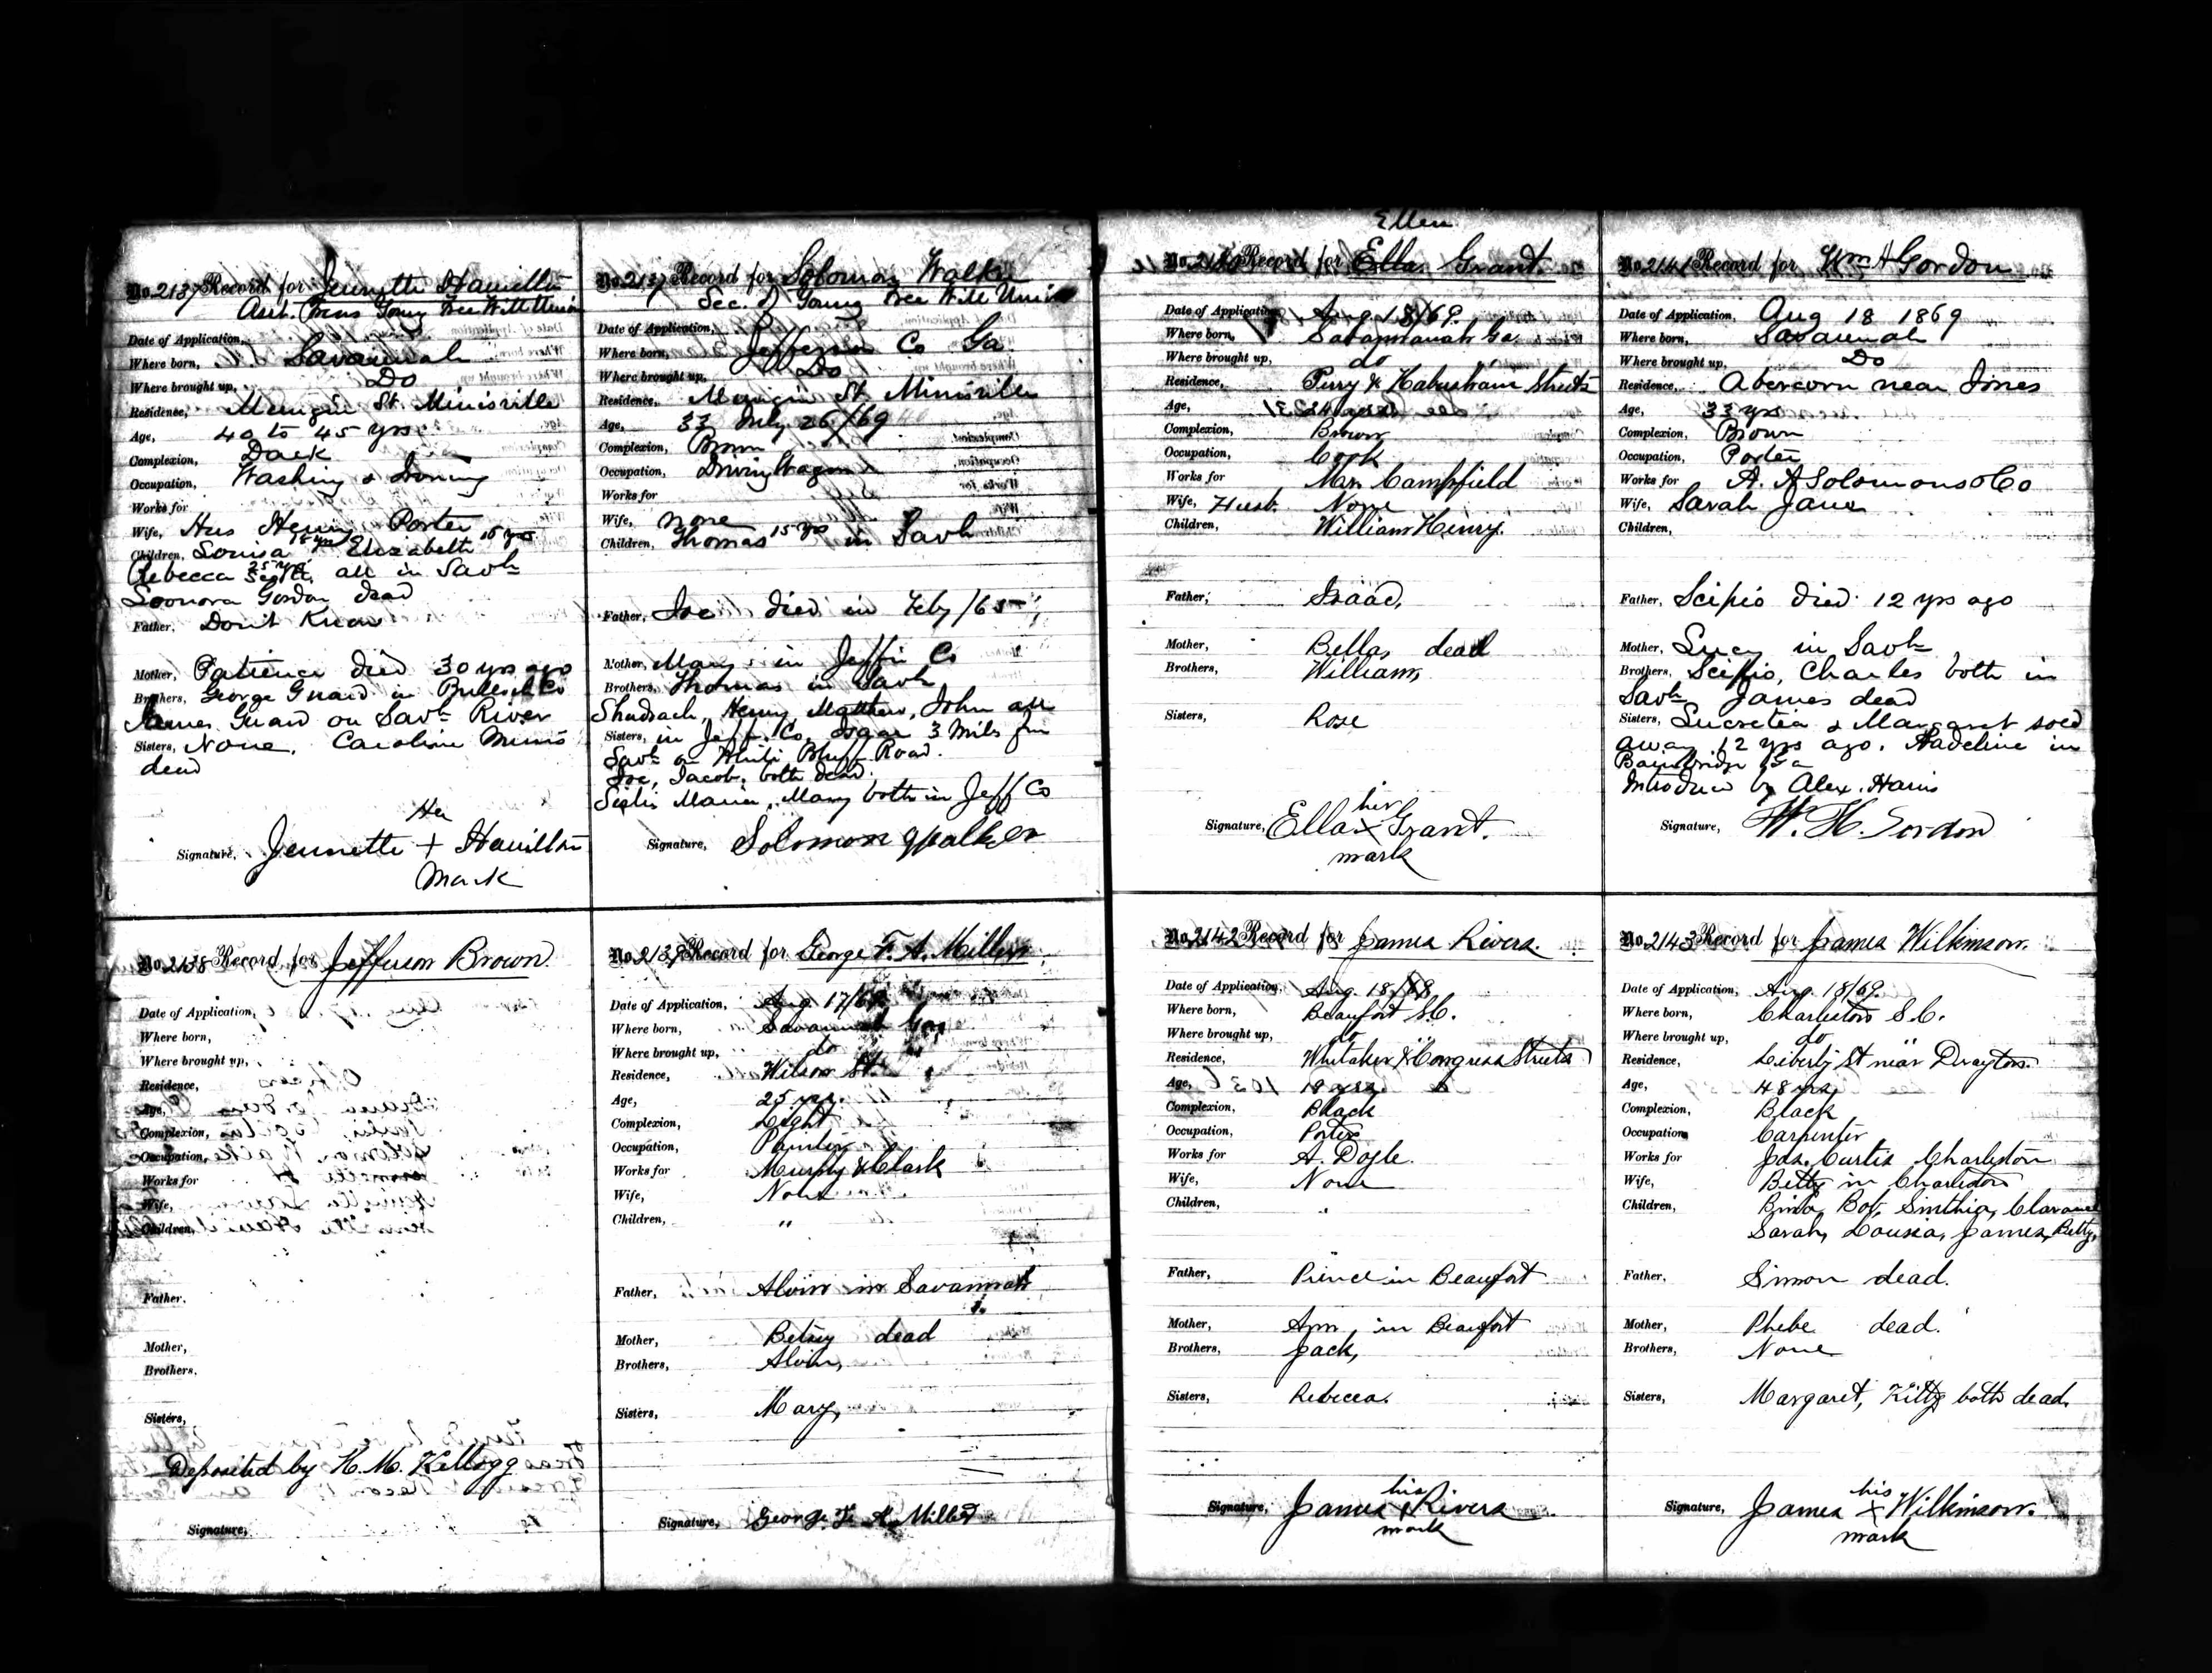 No. 2137 Record for Jennette Hamilton
Asst. Treas Young Free Will Union
Date of Application,
Where born, Savannah
Where brought up, Do
Residence, St. Minisville
Age, 40 to 45 yrs
Complexion, Dark
Occupation, Washing & Ironing
Works for
Wife, Hus Henry Porter
Children, Louisa 18 yrs Elizabeth 16 yrs
Rebecca 25 yrs all in Savh
Leonora Gordon dead
Father, Dont Know
Mother, Patience died 30 yrs ago
Brothers, George Guard in Bulloch Co
James Guard on Savh River
Sisters, None, Caroline Minis
dead
Her
Signature, Jennette + Hamilton
Mark
No. 2137 Record for Solomon Walker
Sec. of Young Free Will Union
Date of Application,
Where born, Jefferson Co Ga
Where brought up, Do
Residence, St Minisville
Age, 33 July 26/69
Complexion, Brown
Occupation, Driving Wagon
Works for
Wife, none
Children, Thomas 15 yrs in Savh
Father, Joe died in Feby /65
Mother, Mary in Jeffn Co
Brothers, Thomas in Savh
Shadrach, Henry, Matthew, John all
Sisters, in Jeff. Co, Isaac 3 mils fm
Savh on White Bluff Road.
Joe, Jacob, both dead.
Sister Maria, Mary both in Jeff Co
Signature, Solomon Walker
No. 2138 Record for Jefferson Brown.
Date of Application,
Where born,
Where brought up,
Residence,
Age,
Complexion,
Occupation,
Works for
Wife,
Children,
Father,
Mother,
Brothers,
Sisters,
Deposited by H. M. Kellogg
Signature,
No. 2139 Record for George F. A. Miller
Date of Application, Aug. 17/69
Where born, Savannah Ga
Where brought up, do
Residence, Wilson St.
Age, 25 yrs.
Complexion, Light
Occupation, Painter
Works for Murphy & Clark
Wife, None
Children, "
Father, Alvin in Savannah
Mother, Betsey dead
Brothers, Alvin,
Sisters, Mary,
Signature, George F. A. Miller
Ellen
No. 2140 Record for Ella Grant.
Date of Application, Aug. 18/69.
Where born, Savannah Ga.
Where brought up, do
Residence, Perry & Habersham Streets
Age, 24 yrs
Complexion, Brown
Occupation, Cook
Works for Mrs. Campfield
Wife, Husb. None
Children, William Henry.
Father, Isaac,
Mother, Bella, dead
Brothers, William,
Sisters, Rose
her
Signature, Ella x Grant.
mark
No. 2141 Record for Wm H Gordon
Date of Application, Aug 18 1869
Where born, Savannah
Where brought up, Do
Residence, Abercorn near Jones
Age, 33 yrs
Complexion, Brown
Occupation, Porter
Works for A. A Solomons & Co
Wife, Sarah Jane
Children,
Father, Scipio died 12 yrs ago
Mother, Lucy in Savh
Brothers, Scipio, Charles both in
Savh James dead
Sisters, Lucretia & Margaret sold
away 12 yrs ago. Madeline in
Bainbridge Ga
Introduced by Alex. Harris
Signature, W. H. Gordon
No. 2142 Record for James Rivers.
Date of Application, Aug. 18/69
Where born, Beaufort S.C.
Where brought up, do
Residence, Whitaker & Congress Streets
Age, 18 yrs
Complexion, Black
Occupation, Porter
Works for A. Doyle.
Wife, None
Children, "
Father, Prince in Beaufort
Mother, Ann, in Beaufort
Brothers, Jack,
Sisters, Rebecca.
his
Signature, James x Rivers
mark
No. 2143 Record for James Wilkinson.
Date of Application, Aug. 18/69.
Where born, Charleston S.C.
Where brought up, do
Residence, Liberty St near Drayton.
Age, 48 yrs,
Complexion, Black
Occupation, Carpenter
Works for Jas. Curtis Charleston
Wife, Betty in Charleston
Children, Bina, Bob, Sinthia, Clarance
Sarah, Lousia, James, Betty,
Father, Simon dead.
Mother, Phebe dead.
Brothers, None
Sisters, Margaret, Kitty both dead.
his
Signature, James x Wilkinson.
mark